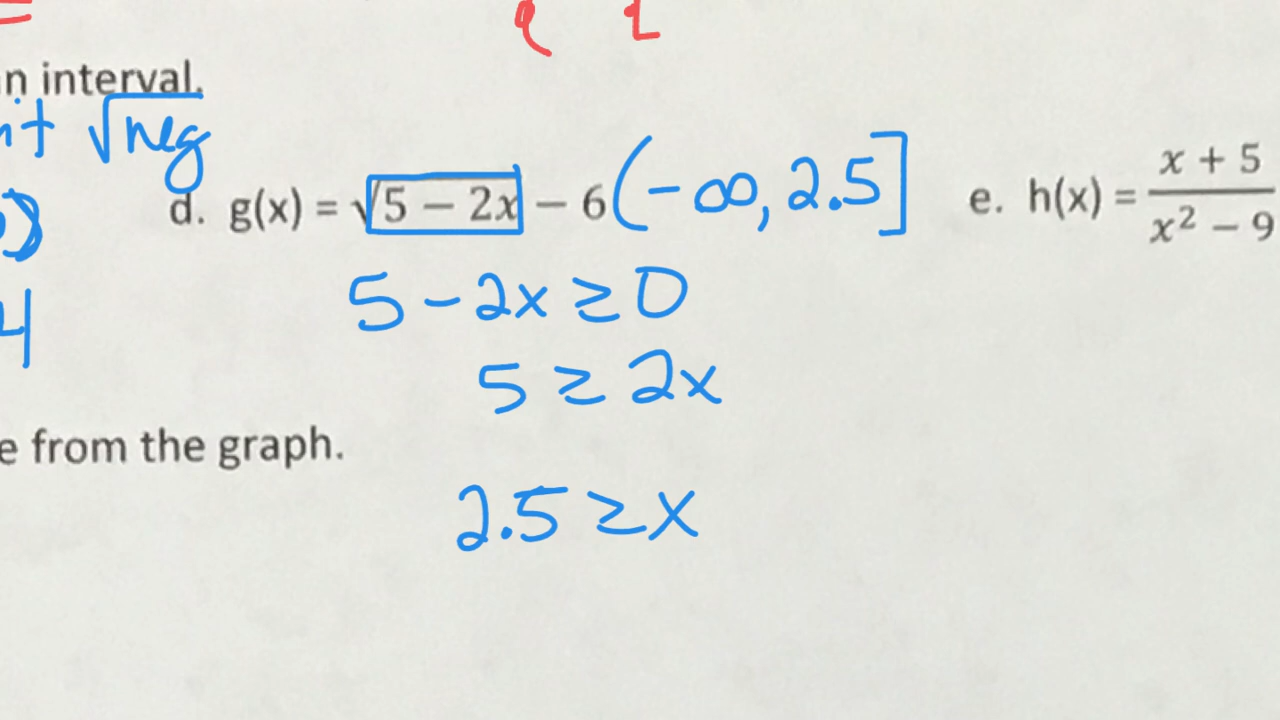 n interval.
√neg
d. g(x) = √5 − 2x − 6 (-∞, 2.5]
e. h(x) = x + 5 / x² − 9
5 - 2x ≥ 0
4
5 ≥ 2x
e from the graph.
2.5 ≥ x